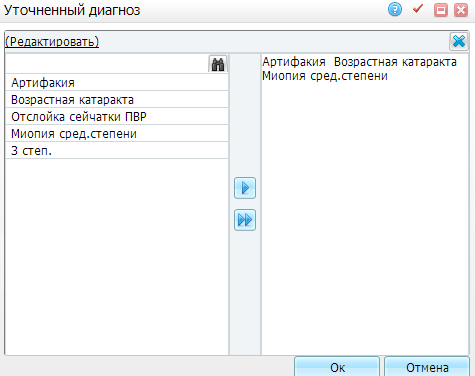 Уточненный диагноз
(Редактировать)
Артифакия
Возрастная катаракта
Отслойка сейчатки ПВР
Миопия сред.степени
3 степ.
Артифакия Возрастная катаракта
Миопия сред.степени
Ок
Отмена